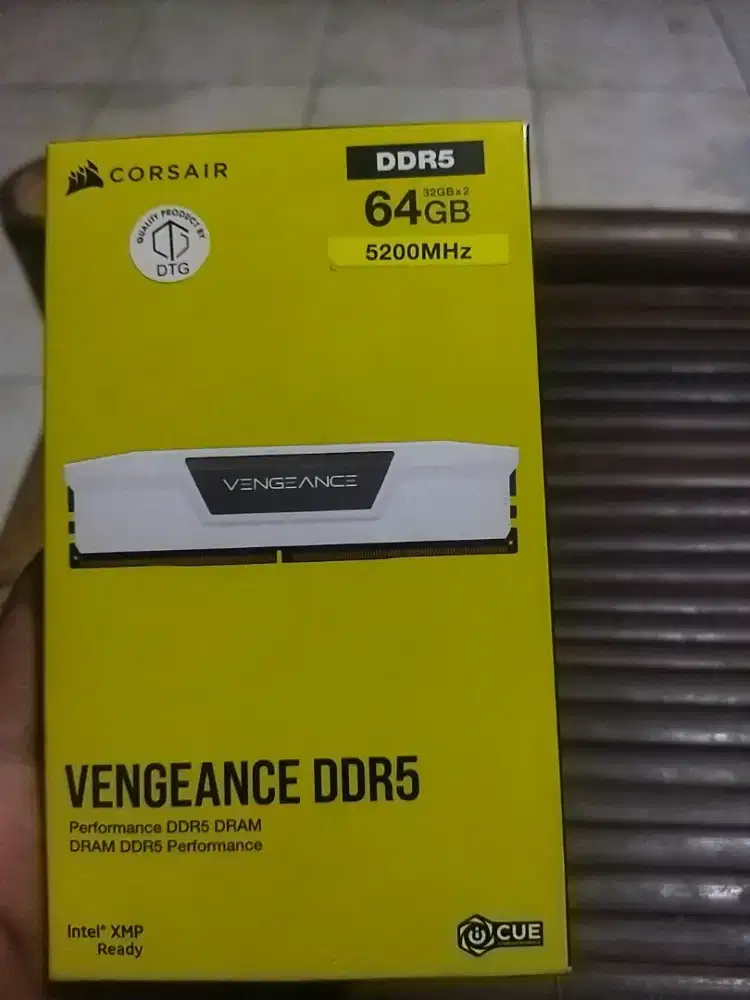 CORSAIR
DDR5
32GBx2
64GB
5200MHz
QUALITY PRODUCT BY
DTG
VENGEANCE
VENGEANCE DDR5
Performance DDR5 DRAM
DRAM DDR5 Performance
Intel® XMP
Ready
iCUE